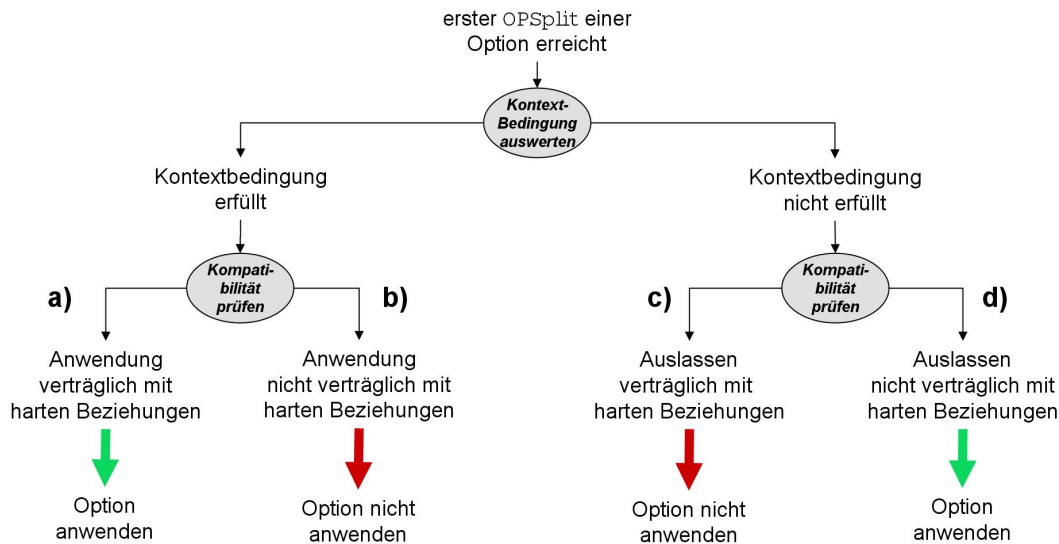 erster OPSplit einer
Option erreicht
Kontext-
Bedingung
auswerten
Kontextbedingung
erfüllt
Kontextbedingung
nicht erfüllt
Kompati-
bilität
prüfen
Kompati-
bilität
prüfen
a)
b)
c)
d)
Anwendung
verträglich mit
harten Beziehungen
Anwendung
nicht verträglich mit
harten Beziehungen
Auslassen
verträglich mit
harten Beziehungen
Auslassen
nicht verträglich mit
harten Beziehungen
Option
anwenden
Option nicht
anwenden
Option nicht
anwenden
Option
anwenden